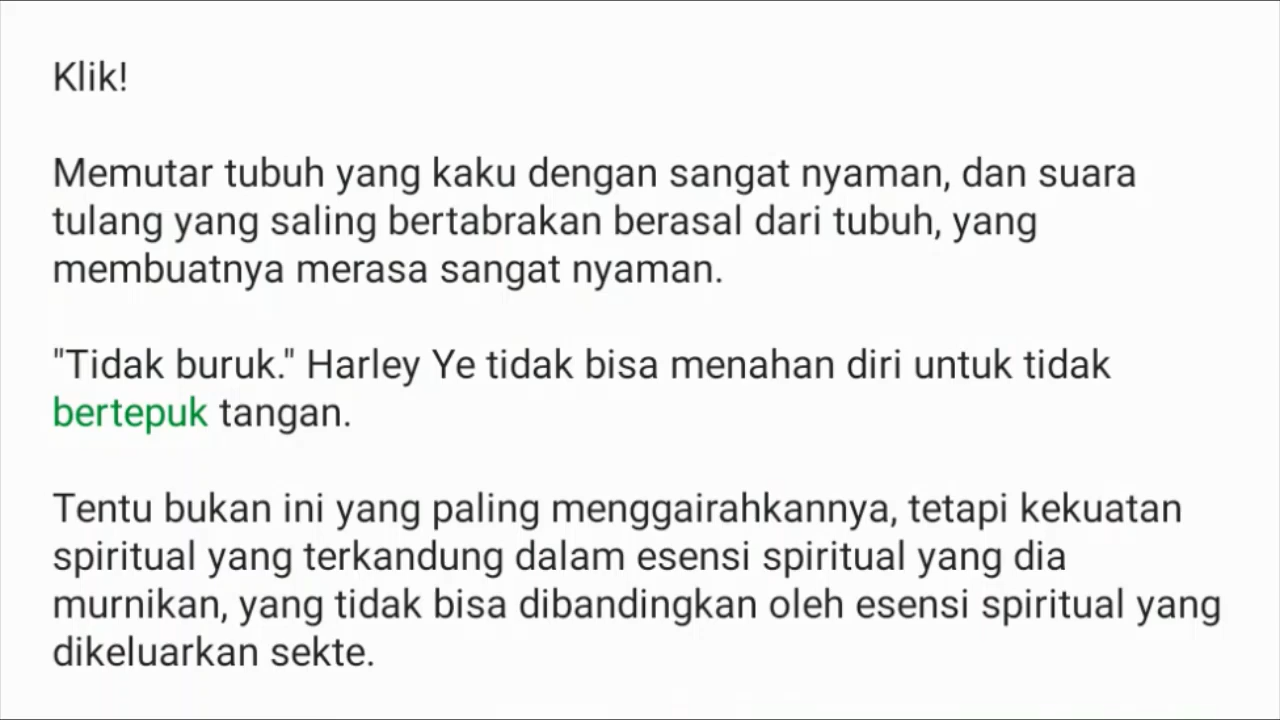 Klik!
Memutar tubuh yang kaku dengan sangat nyaman, dan suara
tulang yang saling bertabrakan berasal dari tubuh, yang
membuatnya merasa sangat nyaman.
"Tidak buruk." Harley Ye tidak bisa menahan diri untuk tidak
bertepuk tangan.
Tentu bukan ini yang paling menggairahkannya, tetapi kekuatan
spiritual yang terkandung dalam esensi spiritual yang dia
murnikan, yang tidak bisa dibandingkan oleh esensi spiritual yang
dikeluarkan sekte.